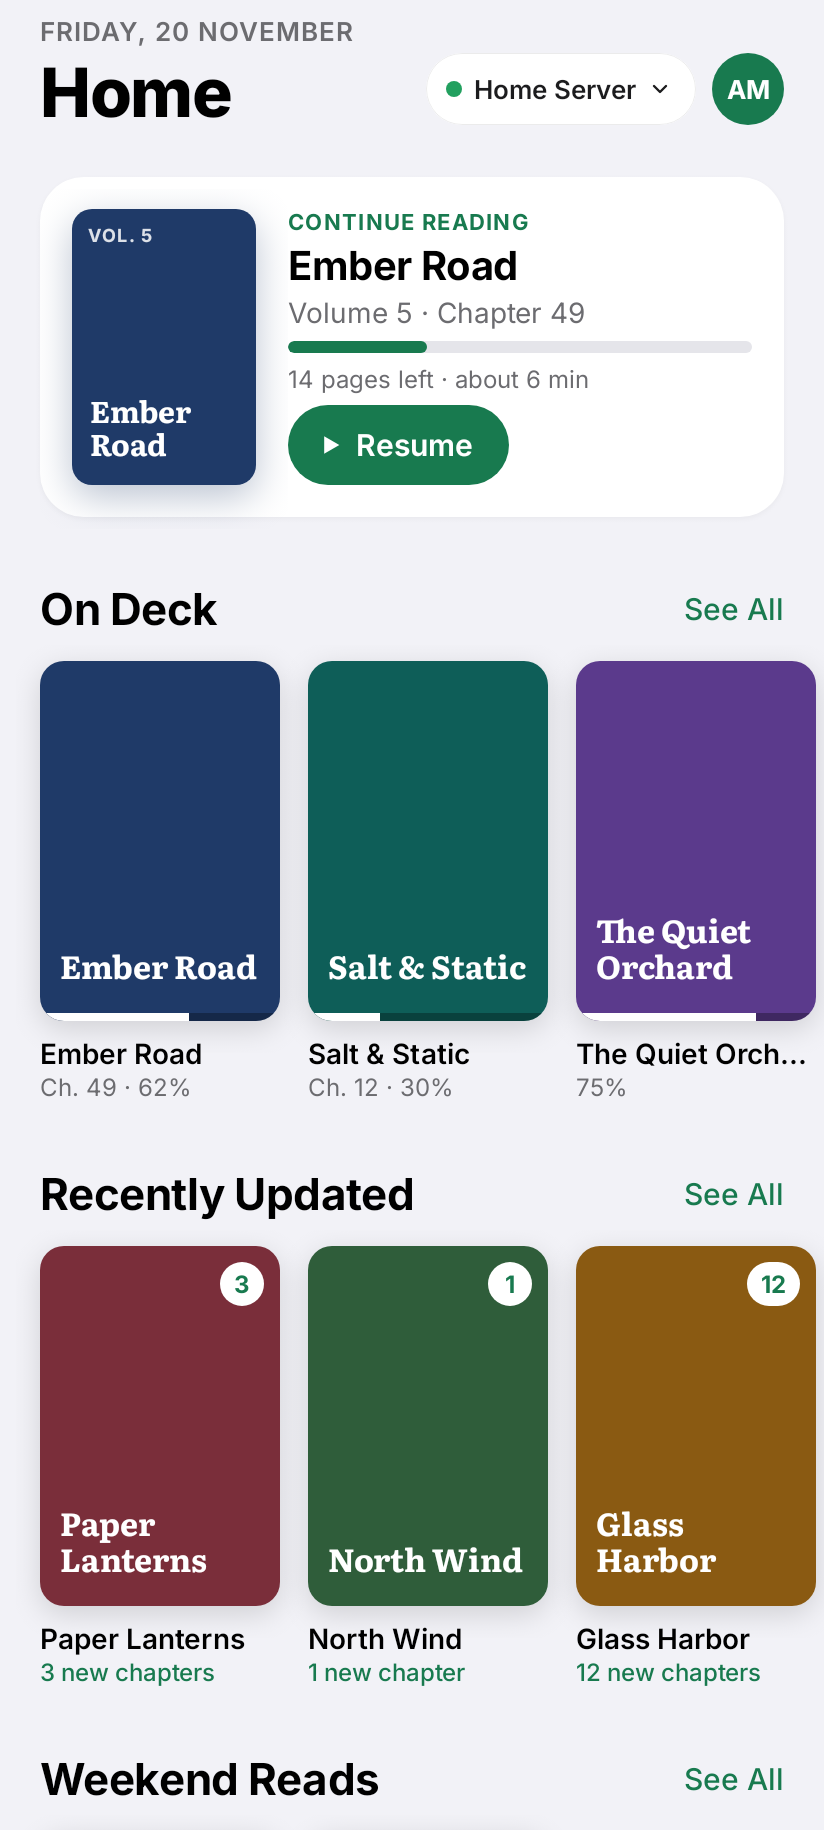 FRIDAY, 20 NOVEMBER
Home
Home Server
AM
VOL. 5
Ember
Road
CONTINUE READING
Ember Road
Volume 5 · Chapter 49
14 pages left · about 6 min
Resume
On Deck
See All
Ember Road
Salt & Static
The Quiet
Orchard
Ember Road
Ch. 49 · 62%
Salt & Static
Ch. 12 · 30%
The Quiet Orch...
75%
Recently Updated
See All
3
Paper
Lanterns
1
North Wind
12
Glass
Harbor
Paper Lanterns
3 new chapters
North Wind
1 new chapter
Glass Harbor
12 new chapters
Weekend Reads
See All